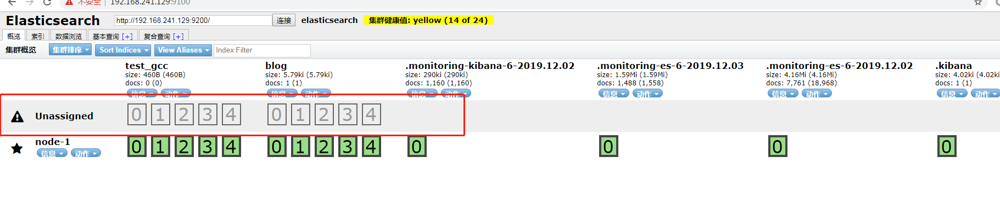 不安全 | 192.168.241.129:9100
Elasticsearch http://192.168.241.129:9200/ 连接 elasticsearch 集群健康值: yellow (14 of 24)
概览 索引 数据浏览 基本查询 [+] 复合查询 [+]
集群概览 集群排序 Sort Indices View Aliases Index Filter
test_gcc blog .monitoring-kibana-6-2019.12.02 .monitoring-es-6-2019.12.03 .monitoring-es-6-2019.12.02 .kibana
size: 460B (460B) size: 5.79ki (5.79ki) size: 290ki (290ki) size: 1.59Mi (1.59Mi) size: 4.16Mi (4.16Mi) size: 4.02ki (4.02ki
docs: 0 (0) docs: 1 (1) docs: 1,160 (1,160) docs: 1,488 (1,558) docs: 7,761 (18,968) docs: 1 (1)
信息 动作 信息 动作 信息 动作 信息 动作 信息 动作 信息 动作
Unassigned 0 1 2 3 4 0 1 2 3 4
node-1 0 1 2 3 4 0 1 2 3 4 0 0 0 0
信息 动作